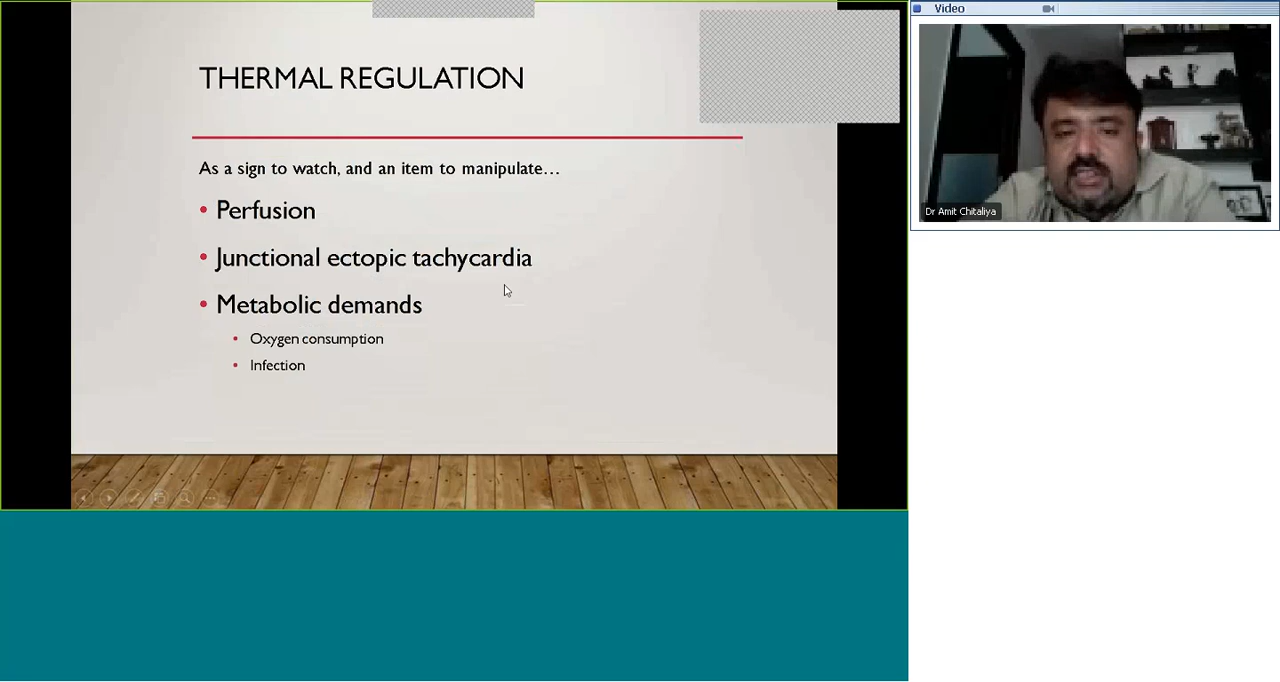 THERMAL REGULATION
As a sign to watch, and an item to manipulate…
• Perfusion
• Junctional ectopic tachycardia
• Metabolic demands
• Oxygen consumption
• Infection
Video
Dr Amit Chitaliya